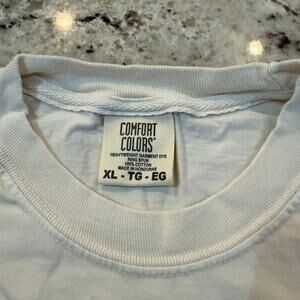 COMFORT
COLORS
HEAVYWEIGHT GARMENT DYE
RING SPUN
100% COTTON
MADE IN HONDURAS
XL - TG - EG